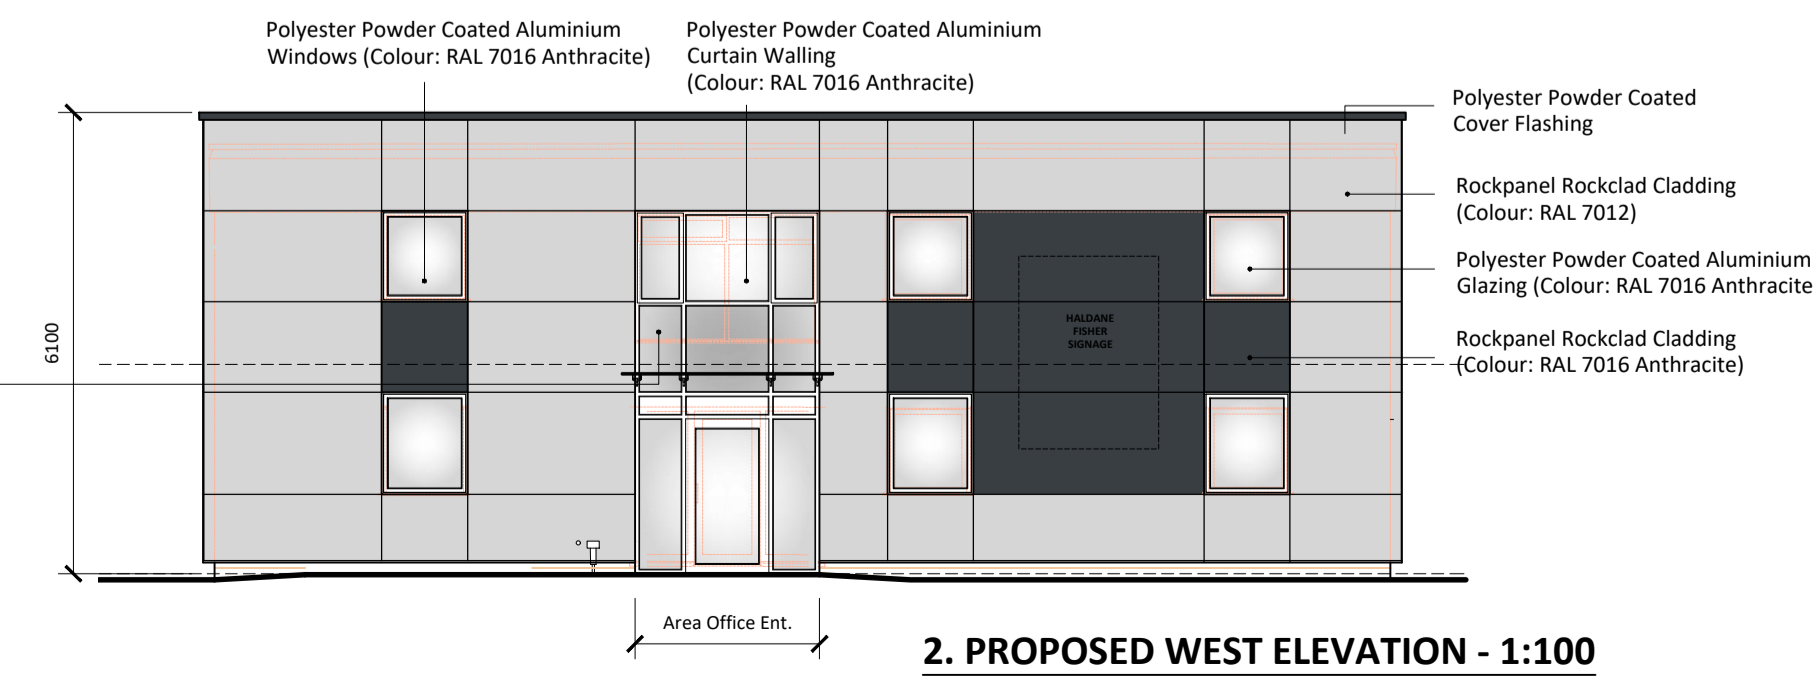 Polyester Powder Coated Aluminium
Windows (Colour: RAL 7016 Anthracite)
Polyester Powder Coated Aluminium
Curtain Walling
(Colour: RAL 7016 Anthracite)
Polyester Powder Coated
Cover Flashing
Rockpanel Rockclad Cladding
(Colour: RAL 7012)
Polyester Powder Coated Aluminium
Glazing (Colour: RAL 7016 Anthracite
Rockpanel Rockclad Cladding
(Colour: RAL 7016 Anthracite)
6100
HALDANE
FISHER
SIGNAGE
Area Office Ent.
2. PROPOSED WEST ELEVATION - 1:100